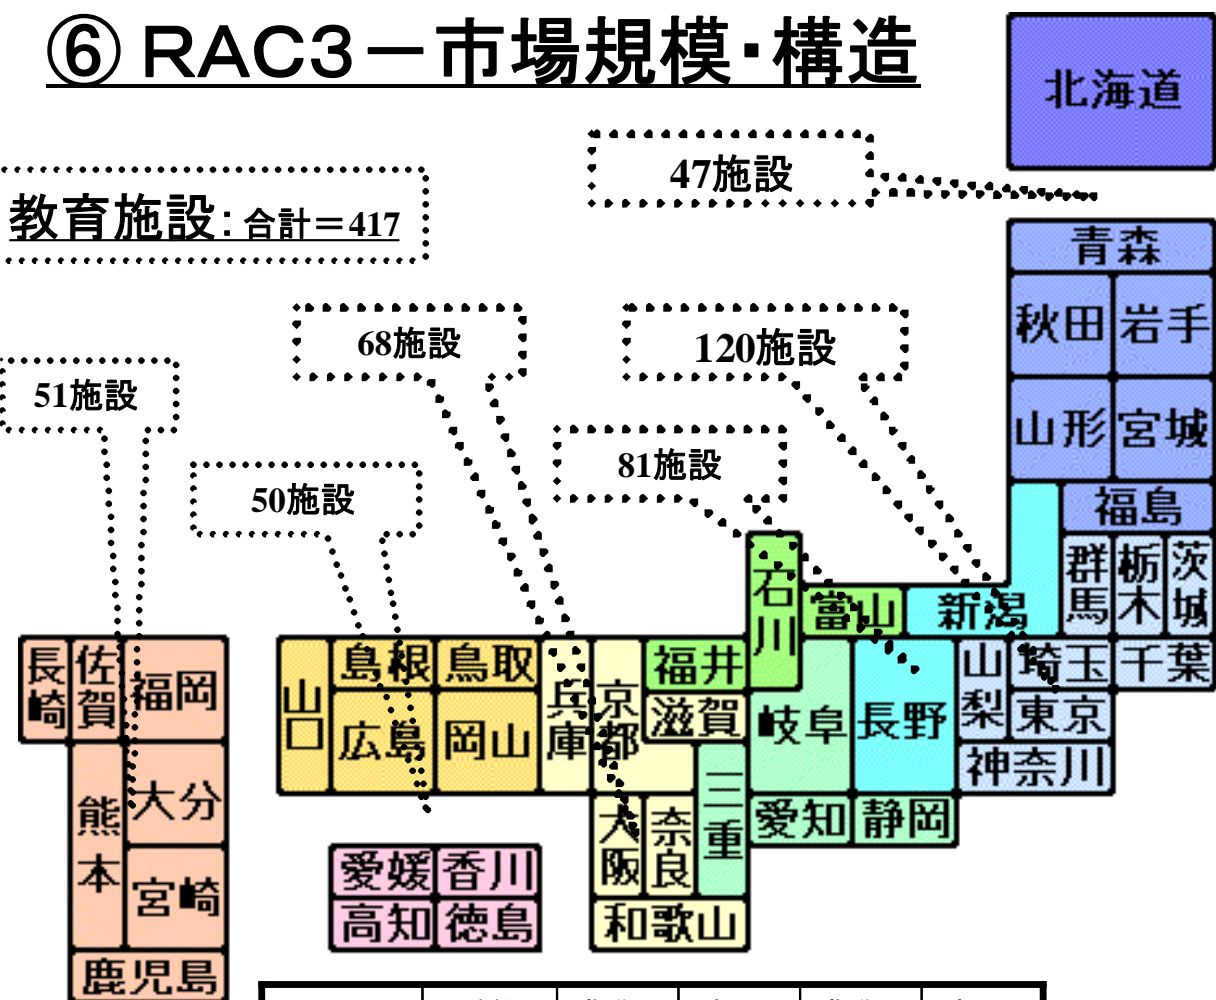 ⑥ RAC3－市場規模・構造
北海道
47施設
教育施設：合計＝417
青森
68施設
120施設
秋田
岩手
51施設
山形
宮城
81施設
50施設
福島
石川
群馬
栃木
茨城
富山
新潟
長崎
佐賀
福岡
山口
島根
鳥取
兵庫
京都
福井
山梨
埼玉
千葉
広島
岡山
滋賀
岐阜
長野
東京
神奈川
熊本
大分
大阪
奈良
三重
愛知
静岡
宮崎
愛媛
香川
高知
徳島
和歌山
鹿児島